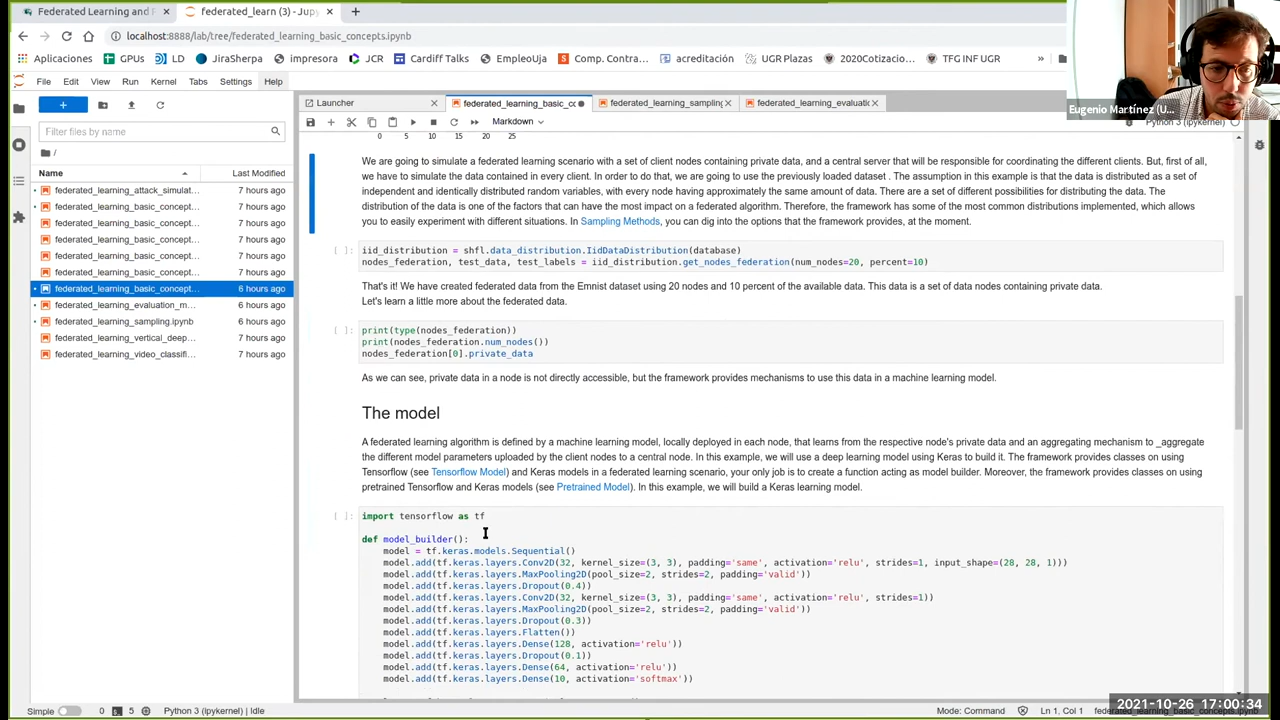 Federated Learning and F
federated_learn (3) - Jupy
localhost:8888/lab/tree/federated_learning_basic_concepts.ipynb
Aplicaciones GPUs LD JiraSherpa impresora JCR Cardiff Talks EmpleoUja Comp. Contra... acreditación UGR Plazas 2020Cotizacio... TFG INF UGR »
Eugenio Martínez (U...
File Edit View Run Kernel Tabs Settings Help
Launcher
federated_learning_basic_co
federated_learning_sampling
federated_learning_evaluatio
Markdown
Python 3 (ipykernel)
Filter files by name
/
Name Last Modified
federated_learning_attack_simulat... 7 hours ago
federated_learning_basic_concept... 7 hours ago
federated_learning_basic_concept... 7 hours ago
federated_learning_basic_concept... 7 hours ago
federated_learning_basic_concept... 7 hours ago
federated_learning_basic_concept... 7 hours ago
federated_learning_basic_concept... 6 hours ago
federated_learning_evaluation_m... 6 hours ago
federated_learning_sampling.ipynb 6 hours ago
federated_learning_vertical_deep... 7 hours ago
federated_learning_video_classifi... 7 hours ago
0 5 10 15 20 25
We are going to simulate a federated learning scenario with a set of client nodes containing private data, and a central server that will be responsible for coordinating the different clients. But, first of all,
we have to simulate the data contained in every client. In order to do that, we are going to use the previously loaded dataset . The assumption in this example is that the data is distributed as a set of
independent and identically distributed random variables, with every node having approximately the same amount of data. There are a set of different possibilities for distributing the data. The
distribution of the data is one of the factors that can have the most impact on a federated algorithm. Therefore, the framework has some of the most common distributions implemented, which allows
you to easily experiment with different situations. In Sampling Methods, you can dig into the options that the framework provides, at the moment.
[ ]: iid_distribution = shfl.data_distribution.IidDataDistribution(database)
nodes_federation, test_data, test_labels = iid_distribution.get_nodes_federation(num_nodes=20, percent=10)
That's it! We have created federated data from the Emnist dataset using 20 nodes and 10 percent of the available data. This data is a set of data nodes containing private data.
Let's learn a little more about the federated data.
[ ]: print(type(nodes_federation))
print(nodes_federation.num_nodes())
nodes_federation[0].private_data
As we can see, private data in a node is not directly accessible, but the framework provides mechanisms to use this data in a machine learning model.
The model
A federated learning algorithm is defined by a machine learning model, locally deployed in each node, that learns from the respective node's private data and an aggregating mechanism to _aggregate
the different model parameters uploaded by the client nodes to a central node. In this example, we will use a deep learning model using Keras to build it. The framework provides classes on using
Tensorflow (see Tensorflow Model) and Keras models in a federated learning scenario, your only job is to create a function acting as model builder. Moreover, the framework provides classes on using
pretrained Tensorflow and Keras models (see Pretrained Model). In this example, we will build a Keras learning model.
[ ]: import tensorflow as tf
def model_builder():
model = tf.keras.models.Sequential()
model.add(tf.keras.layers.Conv2D(32, kernel_size=(3, 3), padding='same', activation='relu', strides=1, input_shape=(28, 28, 1)))
model.add(tf.keras.layers.MaxPooling2D(pool_size=2, strides=2, padding='valid'))
model.add(tf.keras.layers.Dropout(0.4))
model.add(tf.keras.layers.Conv2D(32, kernel_size=(3, 3), padding='same', activation='relu', strides=1))
model.add(tf.keras.layers.MaxPooling2D(pool_size=2, strides=2, padding='valid'))
model.add(tf.keras.layers.Dropout(0.3))
model.add(tf.keras.layers.Flatten())
model.add(tf.keras.layers.Dense(128, activation='relu'))
model.add(tf.keras.layers.Dropout(0.1))
model.add(tf.keras.layers.Dense(64, activation='relu'))
model.add(tf.keras.layers.Dense(10, activation='softmax'))
Simple 0 5 Python 3 (ipykernel) | Idle
Mode: Command Ln 1, Col 1
2021-10-26 17:00:34